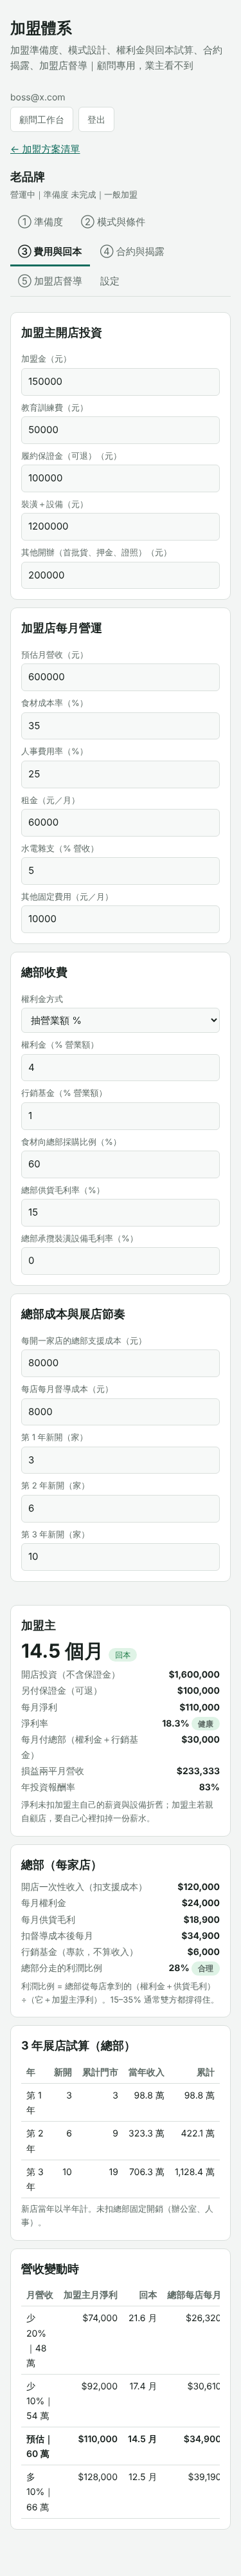 加盟體系
加盟準備度、模式設計、權利金與回本試算、合約
揭露、加盟店督導｜顧問專用，業主看不到
boss@x.com
顧問工作台
登出
← 加盟方案清單
老品牌
營運中｜準備度 未完成｜一般加盟
① 準備度
② 模式與條件
③ 費用與回本
④ 合約與揭露
⑤ 加盟店督導
設定
加盟主開店投資
加盟金（元）
150000
教育訓練費（元）
50000
履約保證金（可退）（元）
100000
裝潢＋設備（元）
1200000
其他開辦（首批貨、押金、證照）（元）
200000
加盟店每月營運
預估月營收（元）
600000
食材成本率（%）
35
人事費用率（%）
25
租金（元／月）
60000
水電雜支（% 營收）
5
其他固定費用（元／月）
10000
總部收費
權利金方式
抽營業額 %
權利金（% 營業額）
4
行銷基金（% 營業額）
1
食材向總部採購比例（%）
60
總部供貨毛利率（%）
15
總部承攬裝潢設備毛利率（%）
0
總部成本與展店節奏
每開一家店的總部支援成本（元）
80000
每店每月督導成本（元）
8000
第 1 年新開（家）
3
第 2 年新開（家）
6
第 3 年新開（家）
10
加盟主
14.5 個月 回本
開店投資（不含保證金） $1,600,000
另付保證金（可退） $100,000
每月淨利 $110,000
淨利率 18.3% 健康
每月付總部（權利金＋行銷基 $30,000
金）
損益兩平月營收 $233,333
年投資報酬率 83%
淨利未扣加盟主自己的薪資與設備折舊；加盟主若親
自顧店，要自己心裡扣掉一份薪水。
總部（每家店）
開店一次性收入（扣支援成本） $120,000
每月權利金 $24,000
每月供貨毛利 $18,900
扣督導成本後每月 $34,900
行銷基金（專款，不算收入） $6,000
總部分走的利潤比例 28% 合理
利潤比例 = 總部從每店拿到的（權利金＋供貨毛利）
÷（它＋加盟主淨利）。15–35% 通常雙方都撐得住。
3 年展店試算（總部）
年 新開 累計門市 當年收入 累計
第 1 3 3 98.8 萬 98.8 萬
年
第 2 6 9 323.3 萬 422.1 萬
年
第 3 10 19 706.3 萬 1,128.4 萬
年
新店當年以半年計。未扣總部固定開銷（辦公室、人
事）。
營收變動時
月營收 加盟主月淨利 回本 總部每店每月
少 $74,000 21.6 月 $26,320
20%
｜48
萬
少 $92,000 17.4 月 $30,610
10%｜
54 萬
預估｜ $110,000 14.5 月 $34,900
60 萬
多 $128,000 12.5 月 $39,190
10%｜
66 萬